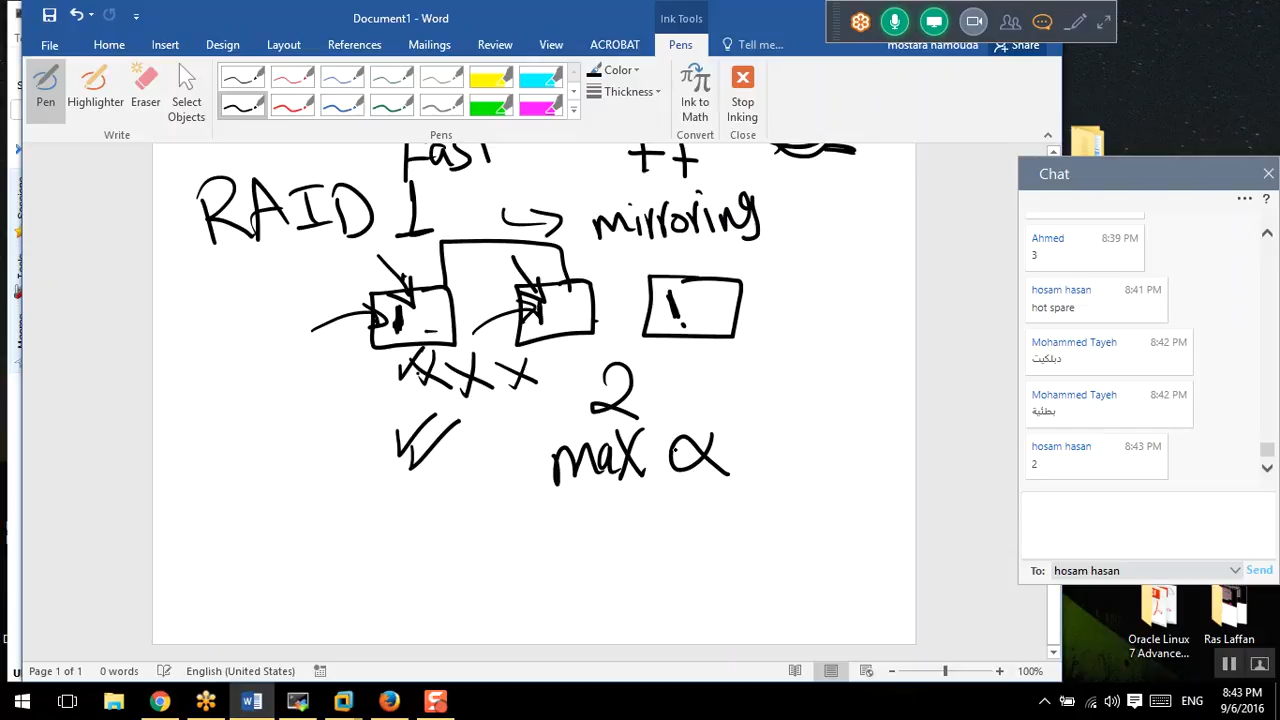 Document1 - Word
Ink Tools
File
Home
Insert
Design
Layout
References
Mailings
Review
View
ACROBAT
Pens
Tell me...
mostafa hamouda
Share
Pen
Highlighter
Eraser
Select Objects
Color
Thickness
Ink to Math
Stop Inking
Write
Pens
Convert
Close
Fast ++
RAID 1 mirroring
2
max
Chat
Ahmed 8:39 PM
3
hosam hasan 8:41 PM
hot spare
Mohammed Tayeh 8:42 PM
دبلكيت
Mohammed Tayeh 8:42 PM
بطئية
hosam hasan 8:43 PM
2
To: hosam hasan Send
Oracle Linux
7 Advance...
Ras Laffan
Page 1 of 1 0 words English (United States) 100%
ENG
8:43 PM
9/6/2016